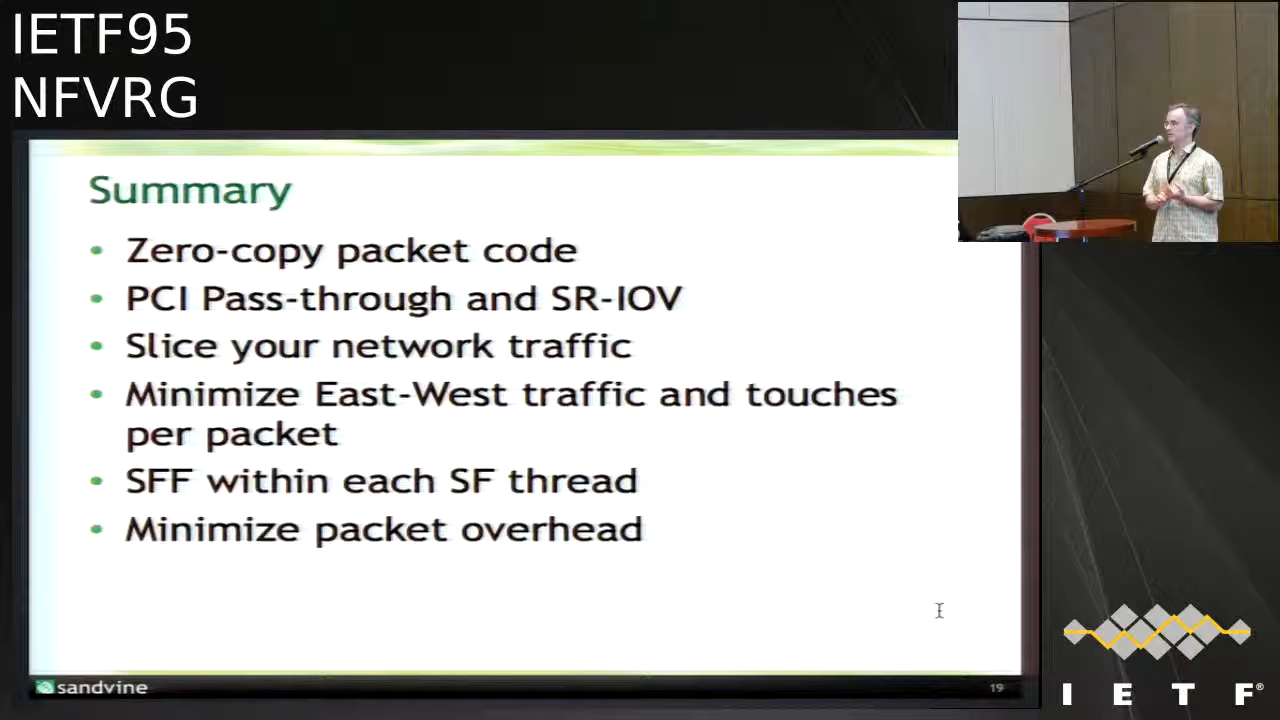 IETF95
NFVRG
Summary
• Zero-copy packet code
• PCI Pass-through and SR-IOV
• Slice your network traffic
• Minimize East-West traffic and touches
per packet
• SFF within each SF thread
• Minimize packet overhead
sandvine
19
I E T F®